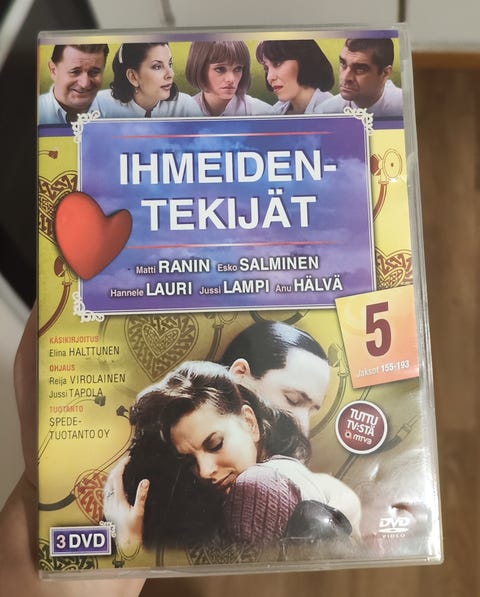 IHMEIDEN-
TEKIJÄT
Matti RANIN Esko SALMINEN
Hannele LAURI Jussi LAMPI Anu HÄLVÄ
5
Jaksot 155-193
KÄSIKIRJOITUS
Elina HALTTUNEN
OHJAUS
Reija VIROLAINEN
Jussi TAPOLA
TUOTANTO
SPEDE-
TUOTANTO OY
TUTTU
TV:STÄ
mtv3
3 DVD
DVD
VIDEO